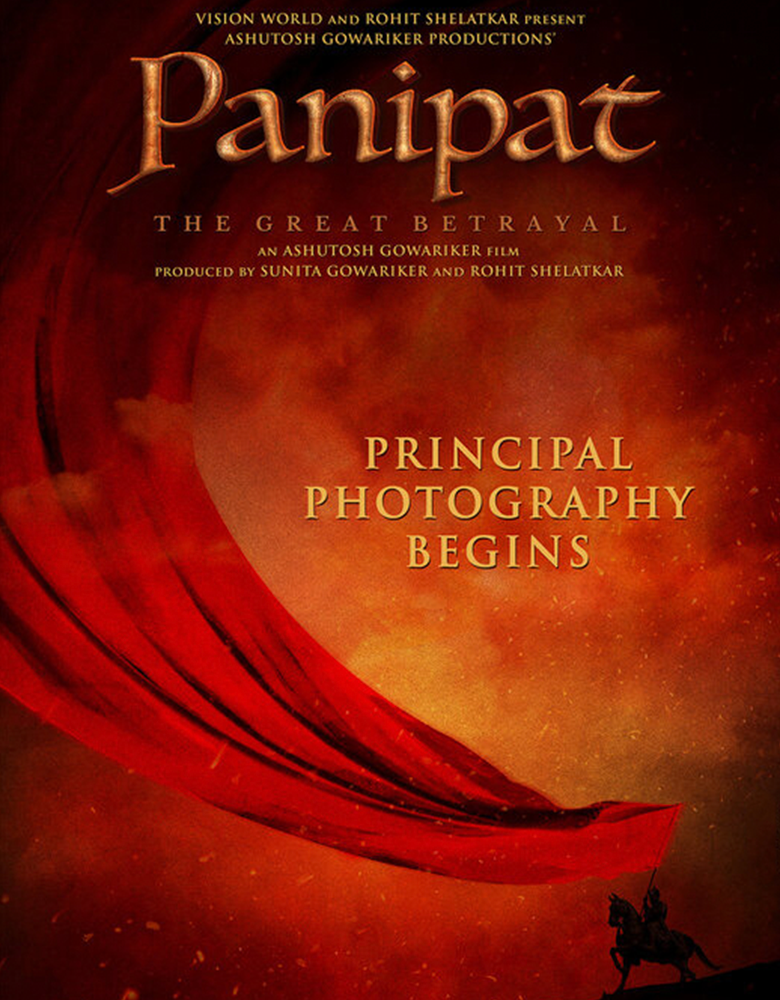 VISION WORLD AND ROHIT SHELATKAR PRESENT
ASHUTOSH GOWARIKER PRODUCTIONS'
Panipat
THE GREAT BETRAYAL
AN ASHUTOSH GOWARIKER FILM
PRODUCED BY SUNITA GOWARIKER AND ROHIT SHELATKAR
PRINCIPAL
PHOTOGRAPHY
BEGINS